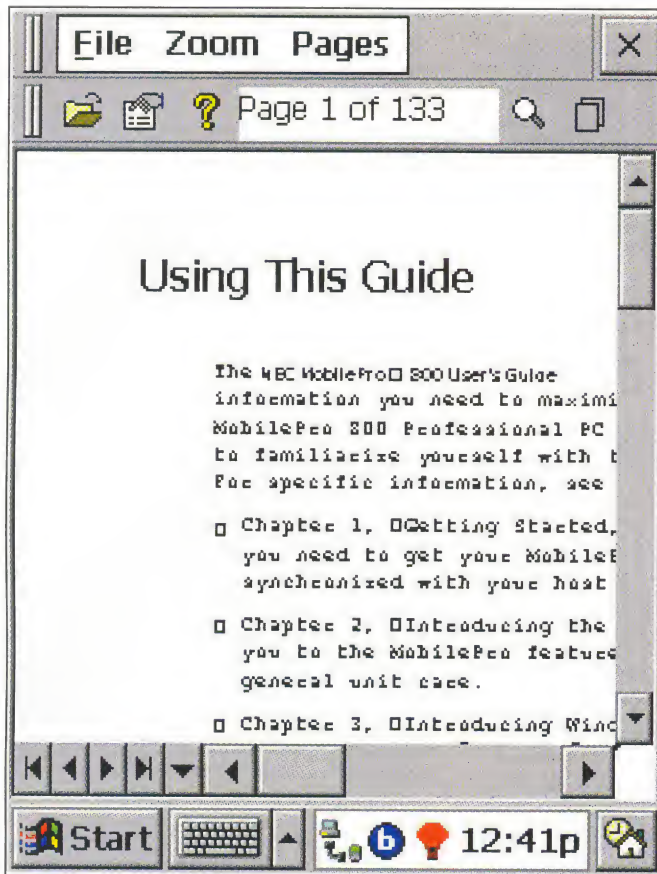 File Zoom Pages
Page 1 of 133
Using This Guide
The NEC MobilePro□ 800 User's Guide
information you need to maximi
MobilePro 800 Professional PC
to familiarize yourself with t
For specific information, see
□ Chapter 1, □Getting Started,
you need to get your MobileP
synchronized with your host
□ Chapter 2, □Introducing the
you to the MobilePro feature
general unit care.
□ Chapter 3, □Introducing Wind
Start
12:41p